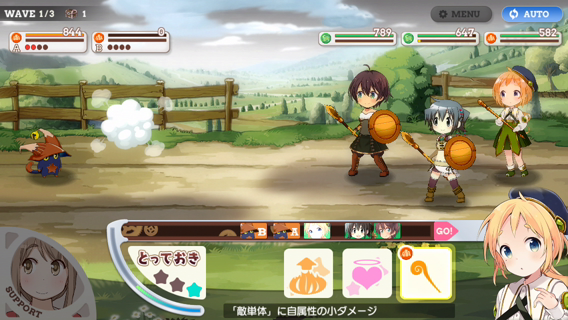 WAVE 1/3
1
MENU
AUTO
844
A
0
B
789
647
582
B
A
GO!
とっておき
SUPPORT
「敵単体」に自属性の小ダメージ